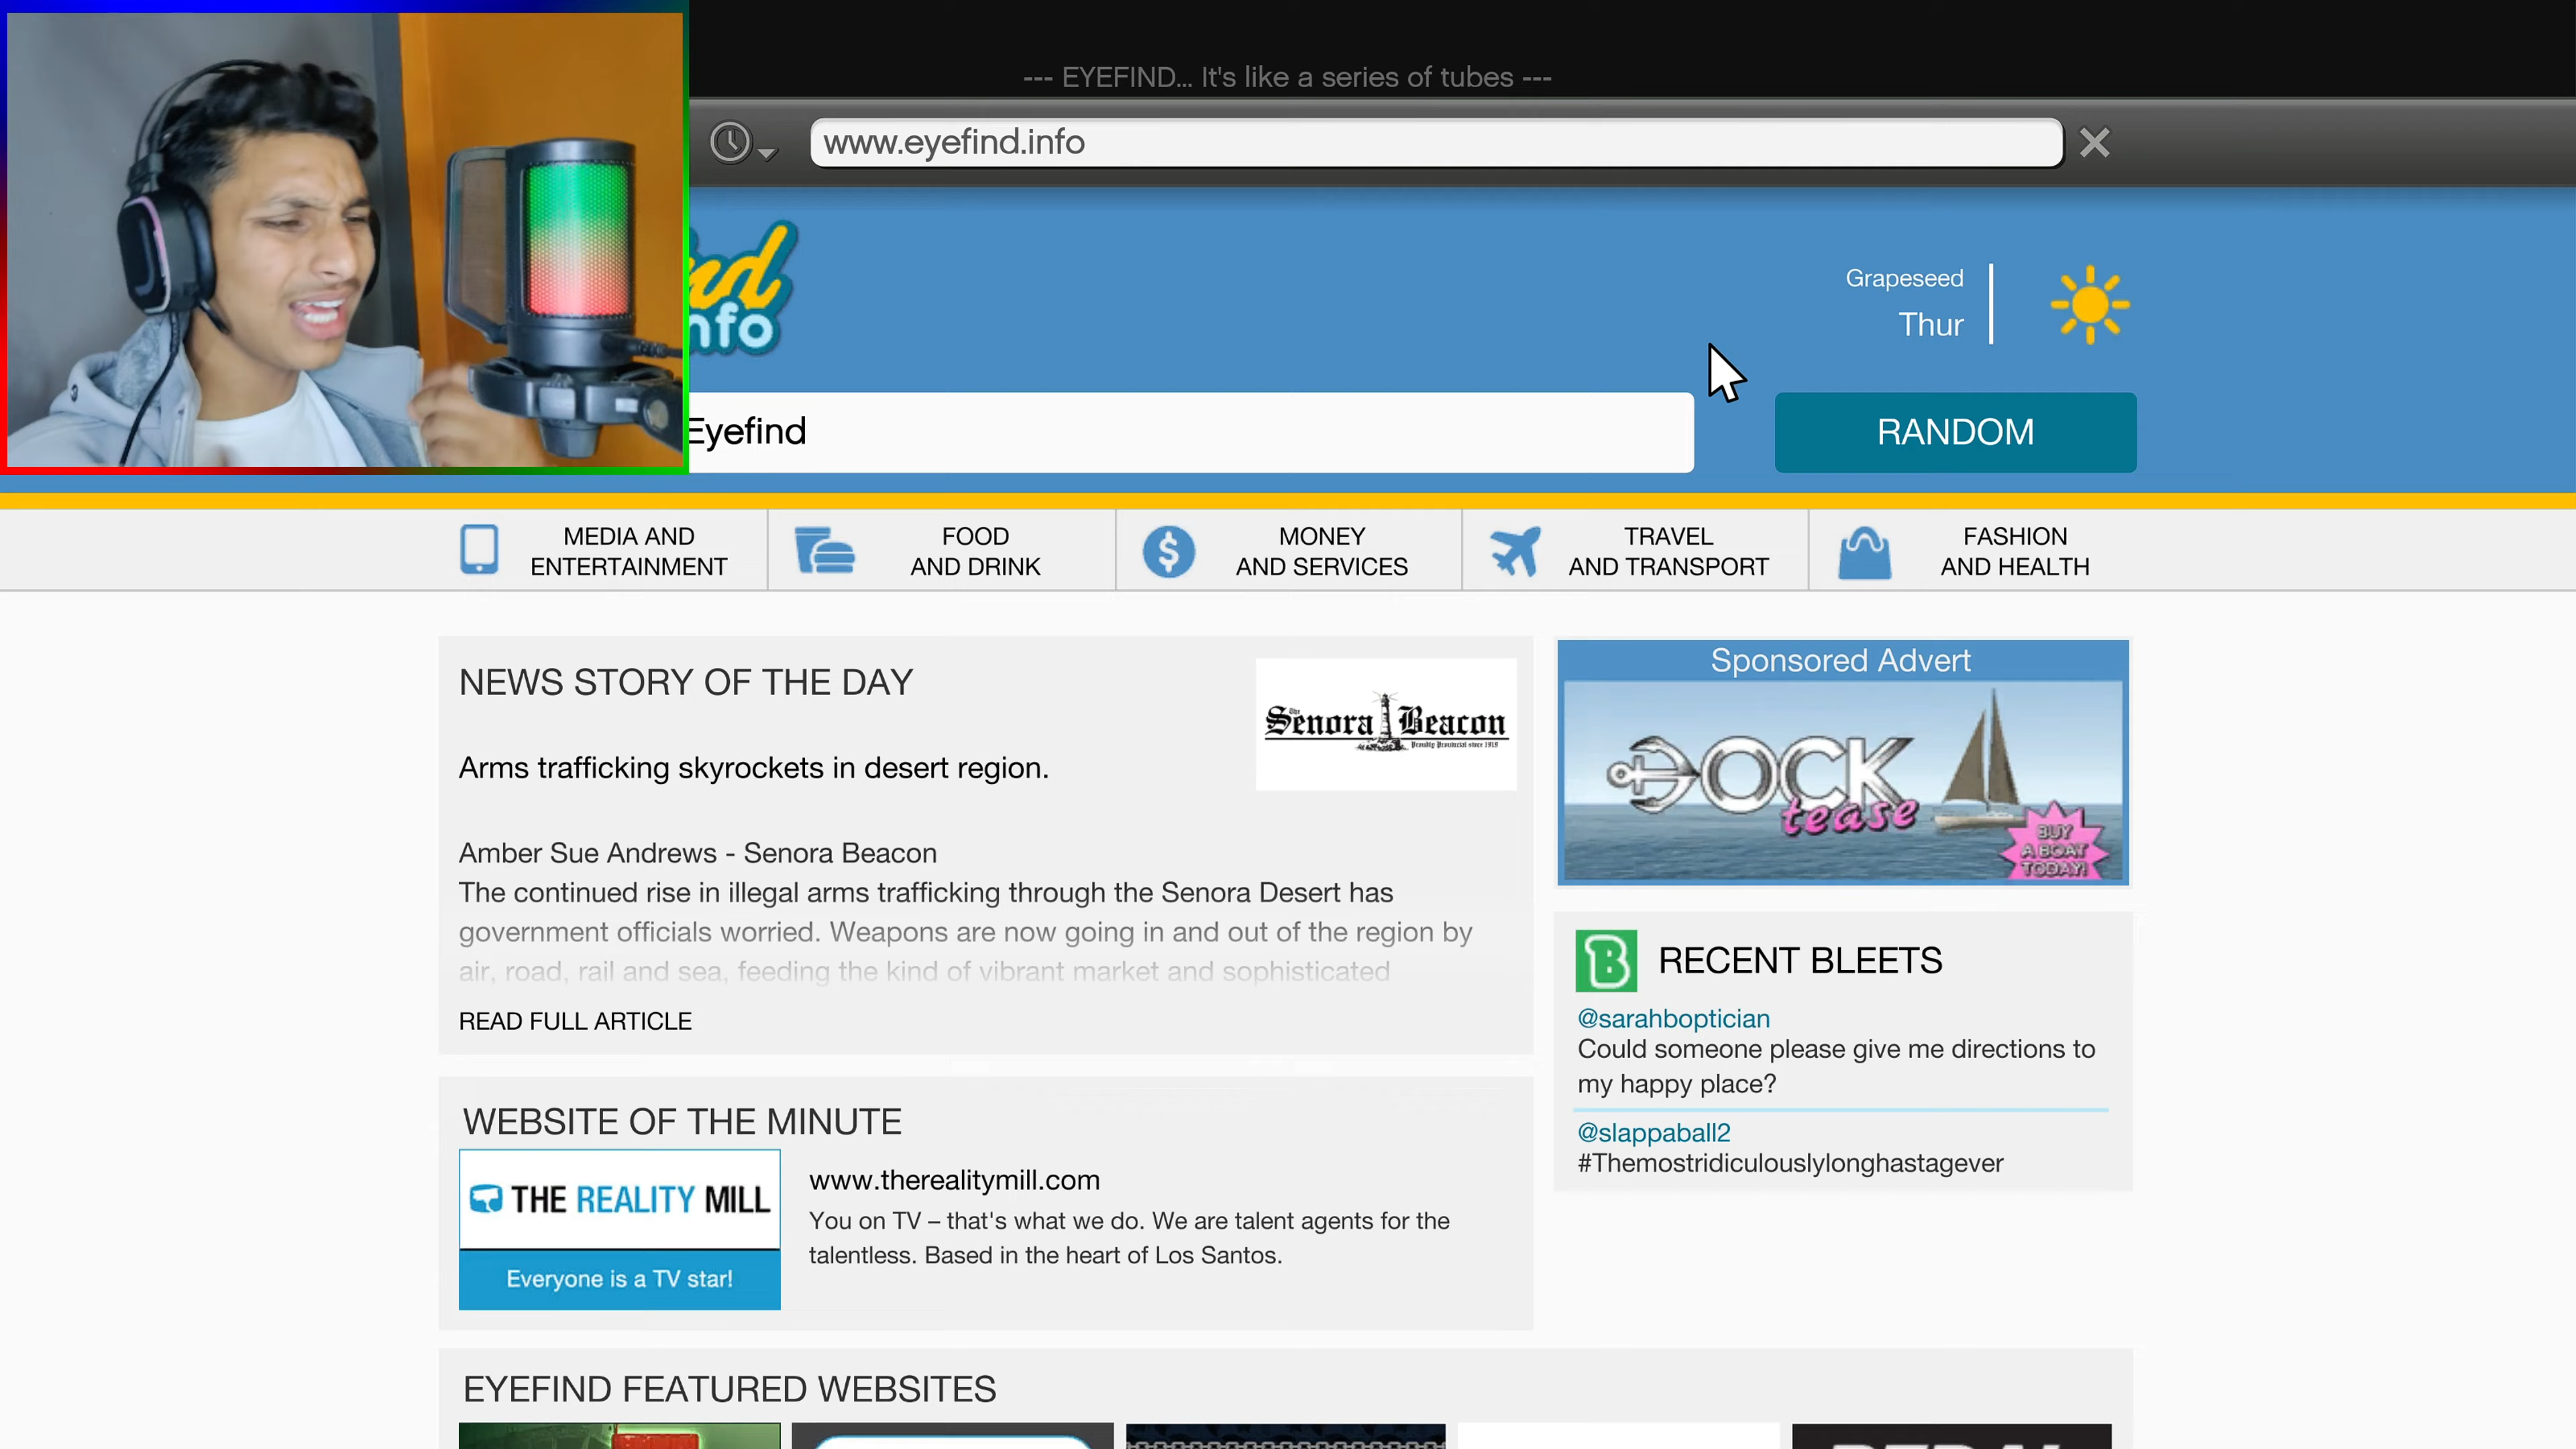 --- EYEFIND... It's like a series of tubes ---
www.eyefind.info
nd
nfo
Grapeseed
Thur
Eyefind
RANDOM
MEDIA AND
ENTERTAINMENT
FOOD
AND DRINK
MONEY
AND SERVICES
TRAVEL
AND TRANSPORT
FASHION
AND HEALTH
NEWS STORY OF THE DAY
The Senora Beacon
Proudly Provincial since 1919
Arms trafficking skyrockets in desert region.
Amber Sue Andrews - Senora Beacon
The continued rise in illegal arms trafficking through the Senora Desert has
government officials worried. Weapons are now going in and out of the region by
air, road, rail and sea, feeding the kind of vibrant market and sophisticated
READ FULL ARTICLE
Sponsored Advert
DOCK
tease
BUY
A BOAT
TODAY!
B RECENT BLEETS
@sarahboptician
Could someone please give me directions to
my happy place?
@slappaball2
#Themostridiculouslylonghastagever
WEBSITE OF THE MINUTE
THE REALITY MILL
Everyone is a TV star!
www.therealitymill.com
You on TV – that's what we do. We are talent agents for the
talentless. Based in the heart of Los Santos.
EYEFIND FEATURED WEBSITES